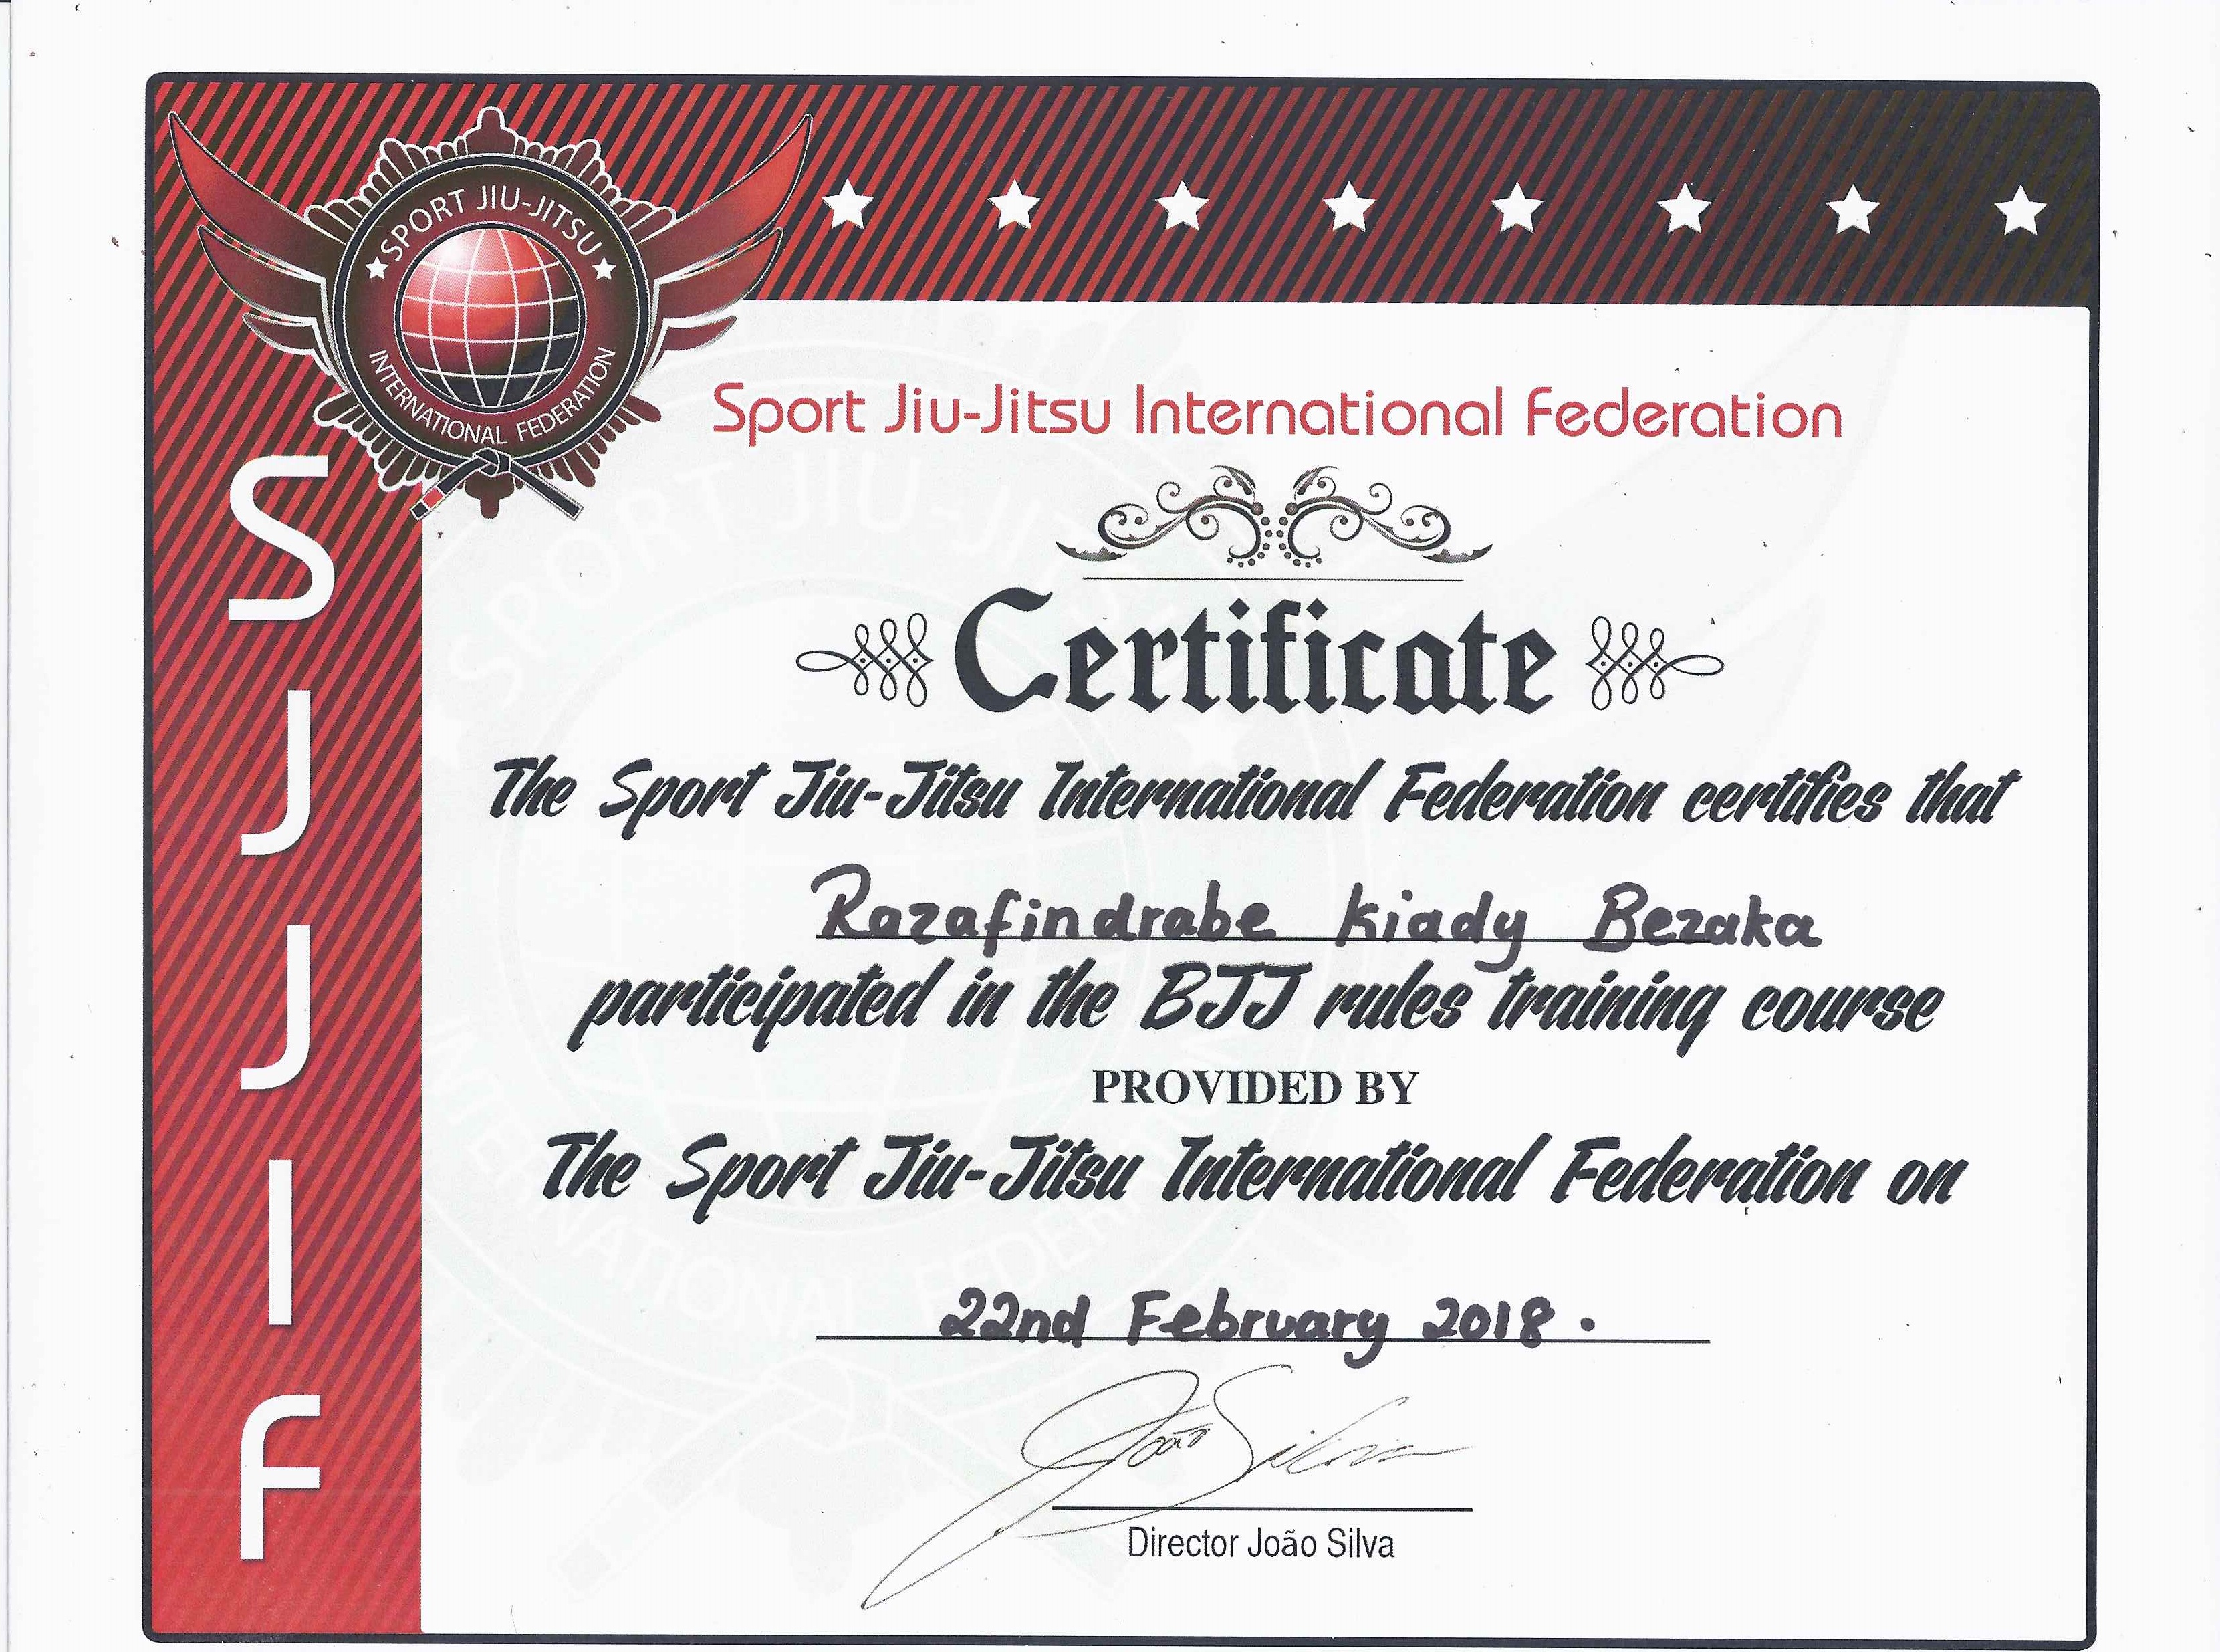 SPORT JIU-JITSU
INTERNATIONAL FEDERATION
SJJIF
Sport Jiu-Jitsu International Federation
Certificate
The Sport Jiu-Jitsu International Federation certifies that
Razafindrabe Kiady Bezaka
participated in the BJJ rules training course
PROVIDED BY
The Sport Jiu-Jitsu International Federation on
22nd February 2018.
João Silva
Director João Silva